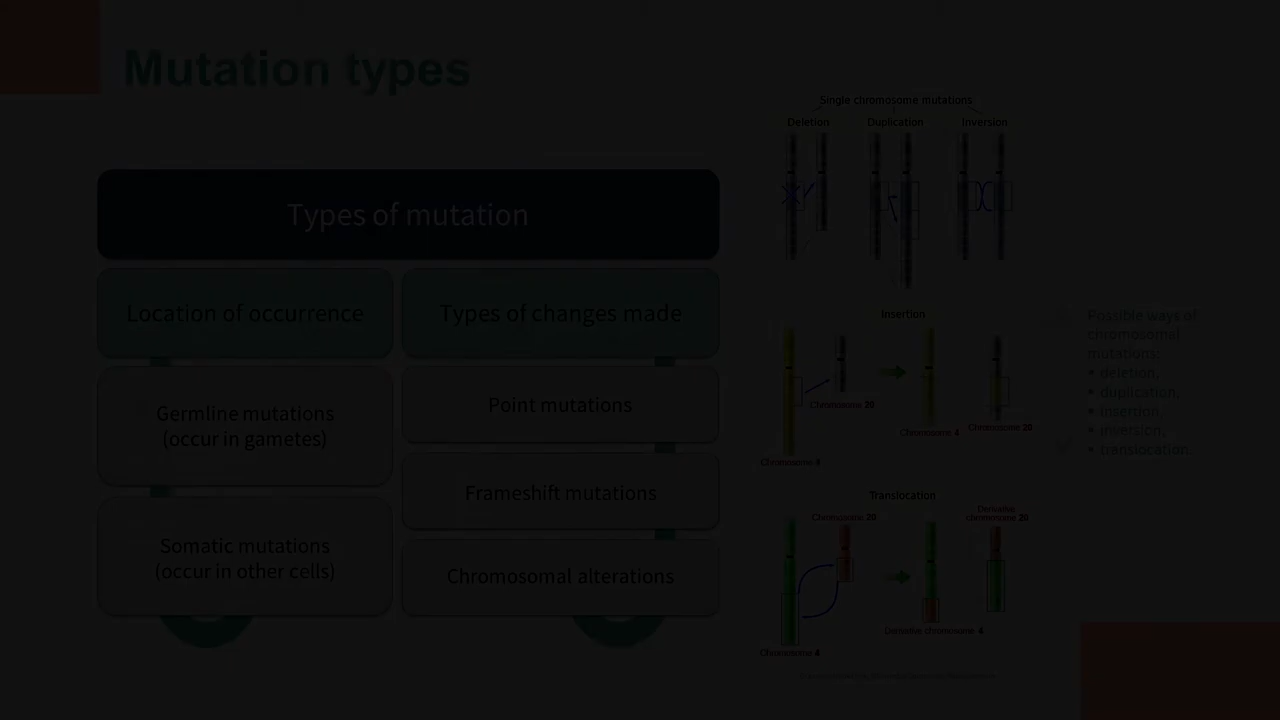 Mutation types
Types of mutation
Location of occurrence
Types of changes made
Germline mutations
(occur in gametes)
Somatic mutations
(occur in other cells)
Point mutations
Frameshift mutations
Chromosomal alterations
Single chromosome mutations
Deletion
Duplication
Inversion
Insertion
Chromosome 20
Chromosome 4
Chromosome 20
Translocation
Chromosome 20
Derivative
chromosome 20
Derivative chromosome 4
Chromosome 4
Possible ways of
chromosomal
mutations:
• deletion,
• duplication,
• insertion,
• inversion,
• translocation.